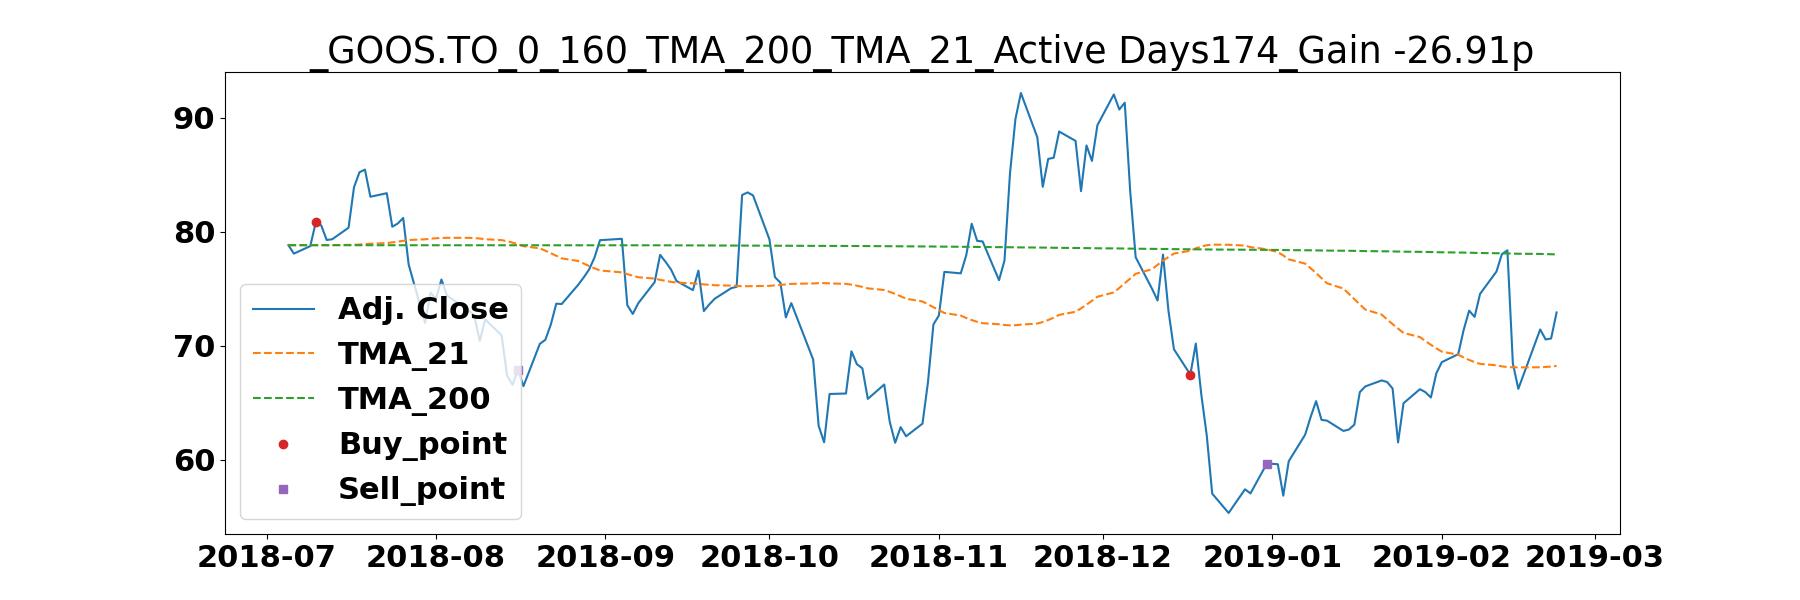 _GOOS.TO_0_160_TMA_200_TMA_21_Active Days174_Gain -26.91p
90
80
70
60
Adj. Close
TMA_21
TMA_200
Buy_point
Sell_point
2018-07 2018-08 2018-09 2018-10 2018-11 2018-12 2019-01 2019-02 2019-03